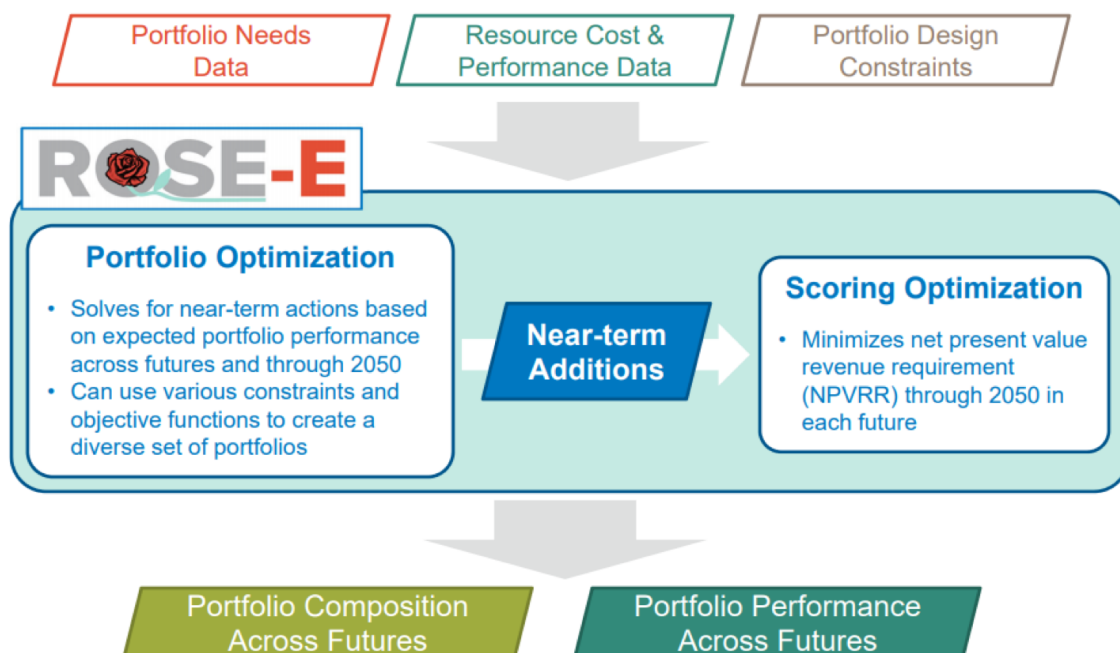 Portfolio Needs
Data
Resource Cost &
Performance Data
Portfolio Design
Constraints
ROSE-E
Portfolio Optimization
• Solves for near-term actions based
on expected portfolio performance
across futures and through 2050
• Can use various constraints and
objective functions to create a
diverse set of portfolios
Near-term
Additions
Scoring Optimization
• Minimizes net present value
revenue requirement
(NPVRR) through 2050 in
each future
Portfolio Composition
Across Futures
Portfolio Performance
Across Futures